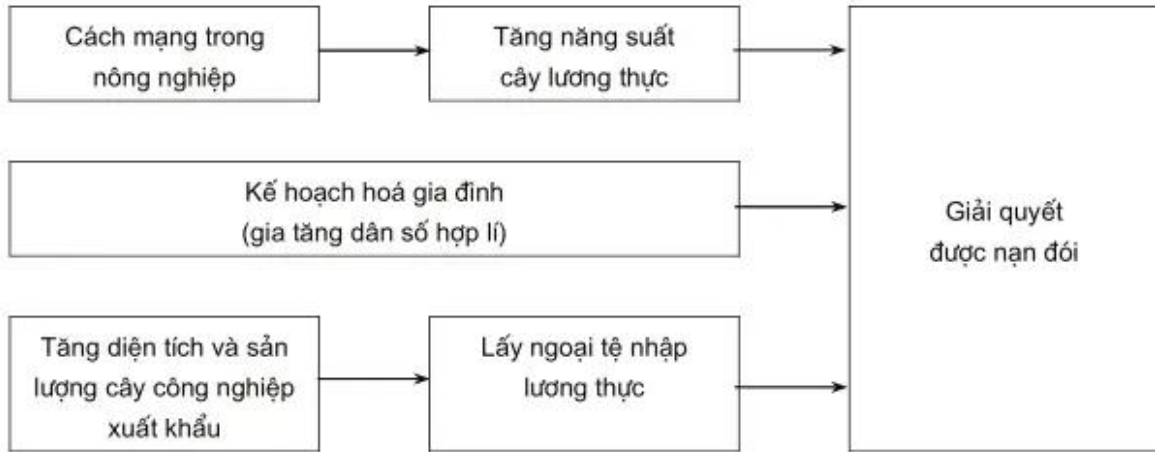 Cách mạng trong
nông nghiệp
Tăng năng suất
cây lương thực
Kế hoạch hoá gia đình
(gia tăng dân số hợp lí)
Giải quyết
được nạn đói
Tăng diện tích và sản
lượng cây công nghiệp
xuất khẩu
Lấy ngoại tệ nhập
lương thực